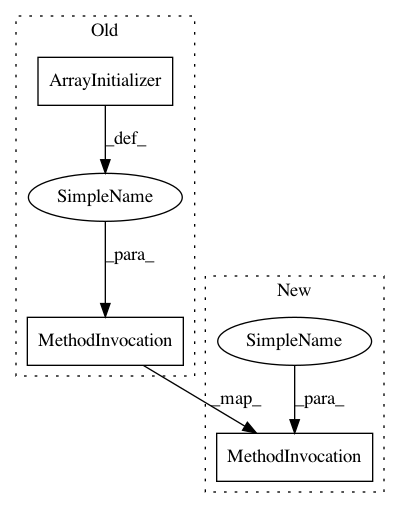 Old
ArrayInitializer
_def_
SimpleName
_para_
MethodInvocation
New
SimpleName
_map_
_para_
MethodInvocation